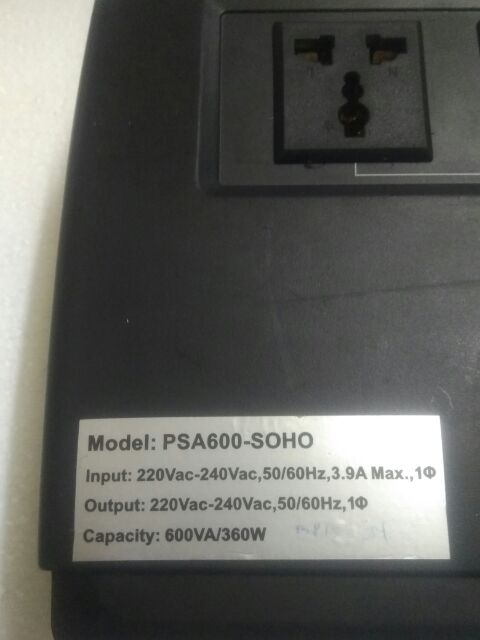 L N
Model: PSA600-SOHO
Input: 220Vac-240Vac,50/60Hz,3.9A Max.,1Φ
Output: 220Vac-240Vac,50/60Hz,1Φ
Capacity: 600VA/360W